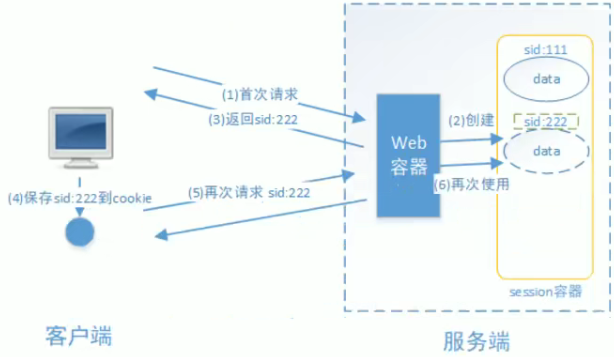 sid:111
data
(1)首次请求
(2)创建
sid:222
(3)返回sid:222
Web
容器
data
(4)保存sid:222到cookie
(5)再次请求 sid:222
(6)再次使用
session容器
客户端
服务端